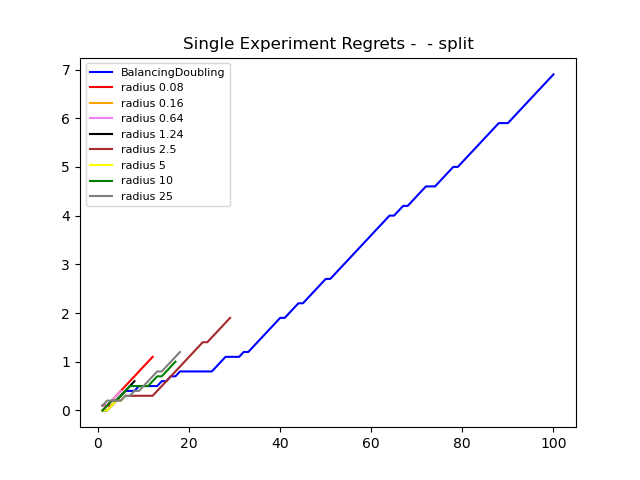 Single Experiment Regrets -  - split
BalancingDoubling
radius 0.08
radius 0.16
radius 0.64
radius 1.24
radius 2.5
radius 5
radius 10
radius 25
7
6
5
4
3
2
1
0
0 20 40 60 80 100